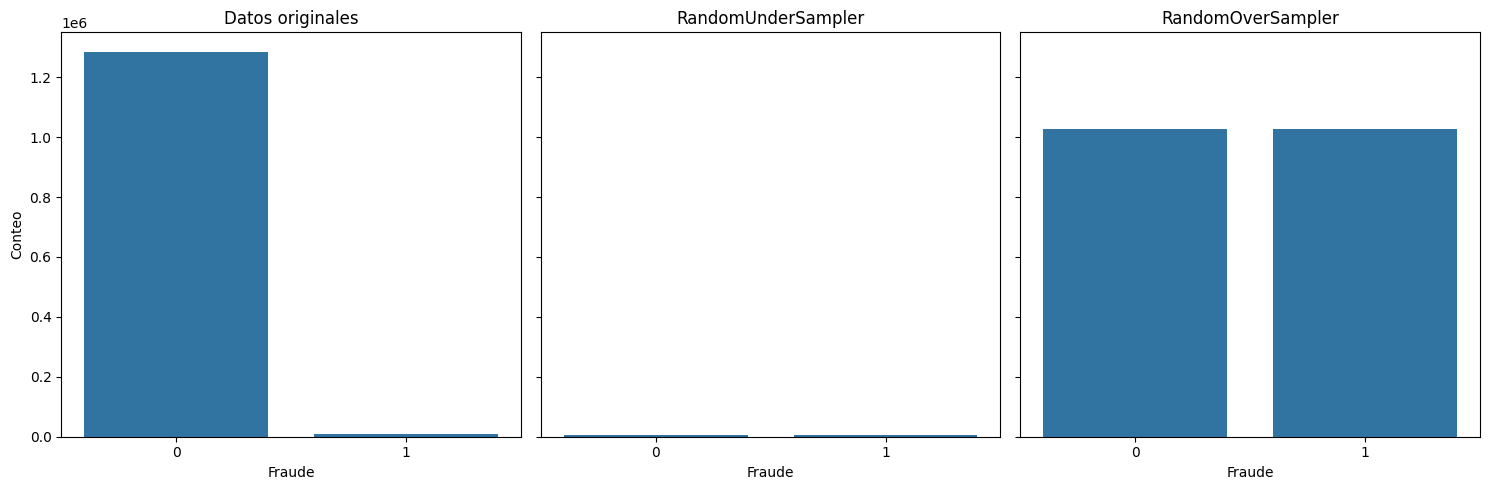 Datos originales
RandomUnderSampler
RandomOverSampler
1e6
1.2
1.0
0.8
0.6
0.4
0.2
0.0
Conteo
0 1
0 1
0 1
Fraude
Fraude
Fraude